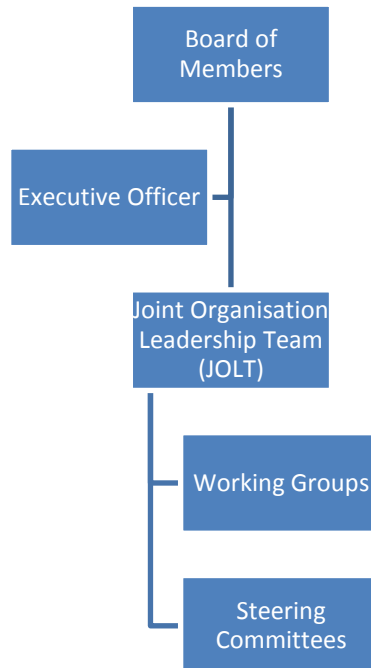 Board of
Members
Executive Officer
Joint Organisation
Leadership Team
(JOLT)
Working Groups
Steering
Committees